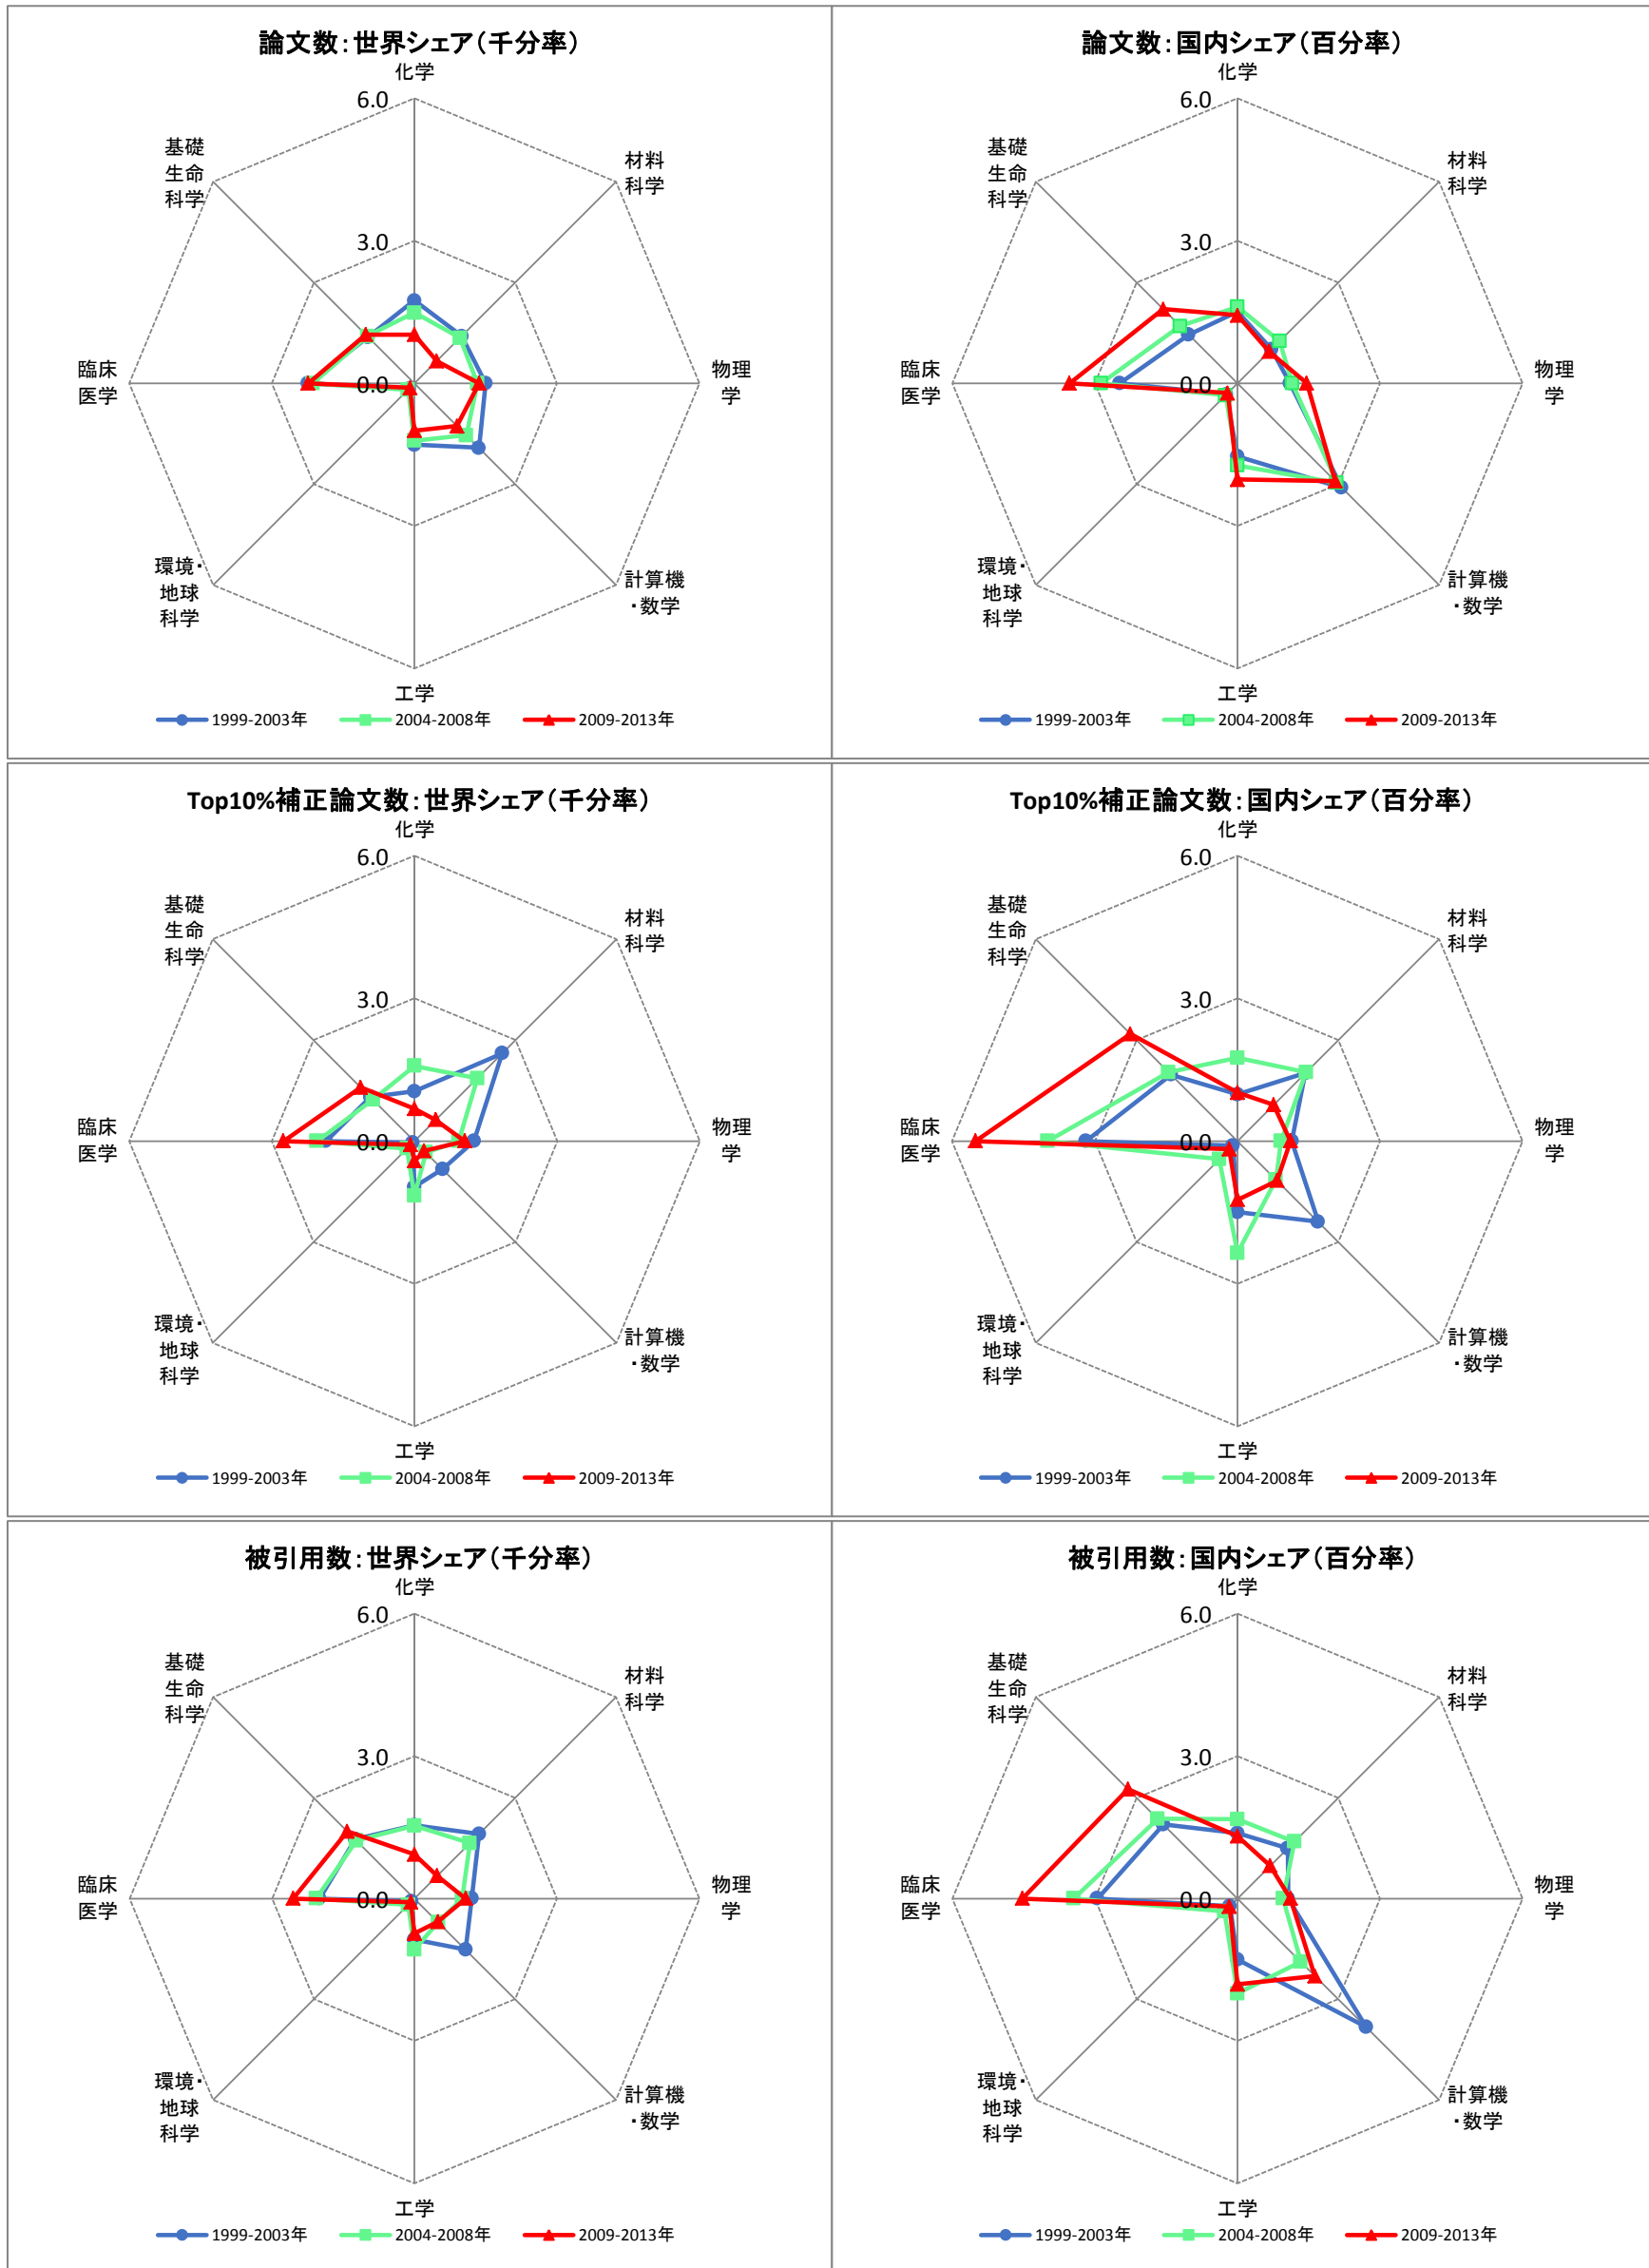 論文数：世界シェア（千分率）
化学
6.0
基礎
生命
科学
材料
科学
3.0
臨床
医学
0.0
物理
学
環境・
地球
科学
計算機
・数学
工学
1999-2003年
2004-2008年
2009-2013年
論文数：国内シェア（百分率）
化学
6.0
基礎
生命
科学
材料
科学
3.0
臨床
医学
0.0
物理
学
環境・
地球
科学
計算機
・数学
工学
1999-2003年
2004-2008年
2009-2013年
Top10%補正論文数：世界シェア（千分率）
化学
6.0
基礎
生命
科学
材料
科学
3.0
臨床
医学
0.0
物理
学
環境・
地球
科学
計算機
・数学
工学
1999-2003年
2004-2008年
2009-2013年
Top10%補正論文数：国内シェア（百分率）
化学
6.0
基礎
生命
科学
材料
科学
3.0
臨床
医学
0.0
物理
学
環境・
地球
科学
計算機
・数学
工学
1999-2003年
2004-2008年
2009-2013年
被引用数：世界シェア（千分率）
化学
6.0
基礎
生命
科学
材料
科学
3.0
臨床
医学
0.0
物理
学
環境・
地球
科学
計算機
・数学
工学
1999-2003年
2004-2008年
2009-2013年
被引用数：国内シェア（百分率）
化学
6.0
基礎
生命
科学
材料
科学
3.0
臨床
医学
0.0
物理
学
環境・
地球
科学
計算機
・数学
工学
1999-2003年
2004-2008年
2009-2013年